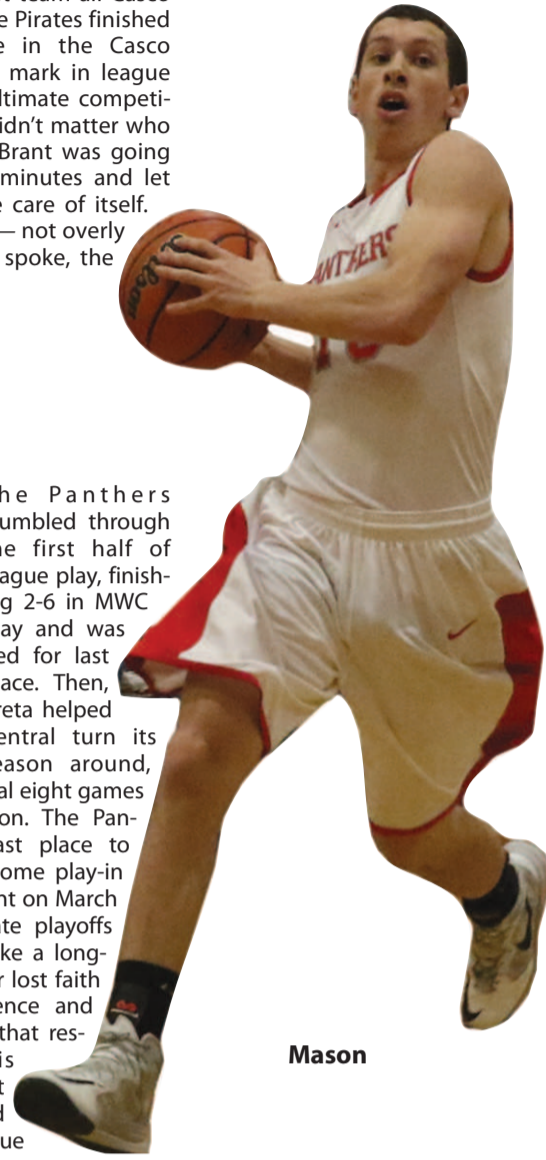 e Pirates finished
e in the Casco
mark in league
ltimate competi-
idn't matter who
Brant was going
minutes and let
e care of itself.
— not overly
spoke, the
Wilson
PANTHERS
he Panthers
umbled through
he first half of
ague play, finish-
g 2-6 in MWC
ay and was
ed for last
ace. Then,
reta helped
entral turn its
eason around,
al eight games
on. The Pan-
ast place to
ome play-in
nt on March
ate playoffs
ke a long-
r lost faith
ence and
that res-
is
t
d
ue
Mason